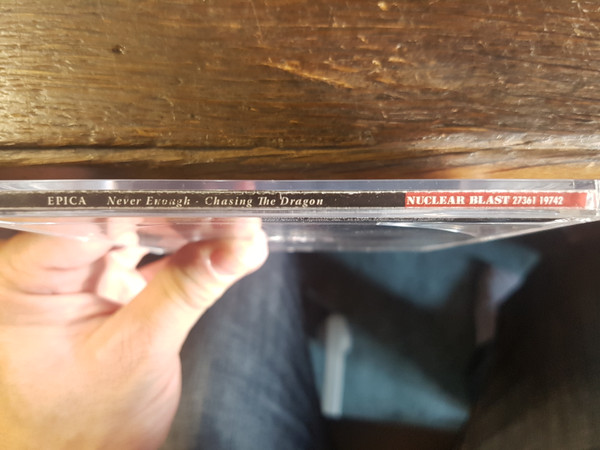 EPICA Never Enough - Chasing The Dragon NUCLEAR BLAST 27361 19742